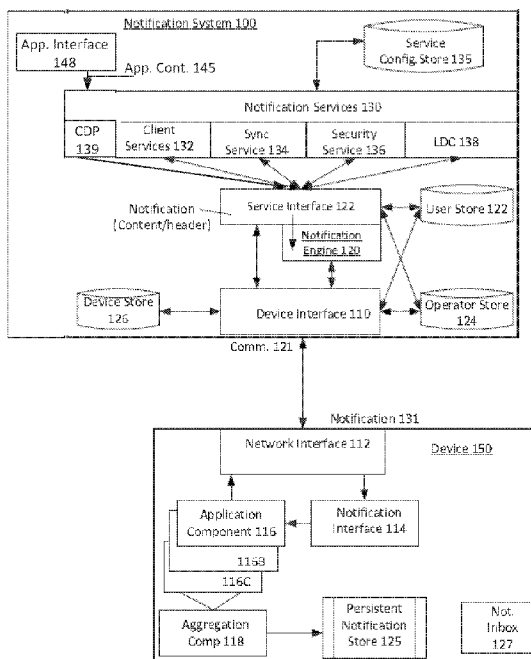 Notification System 100
App. Interface
148
App. Cont. 145
Service
Config. Store 135
Notification Services 130
CDP
139
Client
Services 132
Sync
Service 134
Security
Service 136
LDC 138
Notification
(Content/header)
Service Interface 122
User Store 122
Notification
Engine 120
Device Store
126
Device Interface 110
Operator Store
124
Comm. 121
Notification 131
Network Interface 112
Device 150
Application
Component 116
Notification
Interface 114
116B
116C
Aggregation
Comp 118
Persistent
Notification
Store 125
Not.
Inbox
127